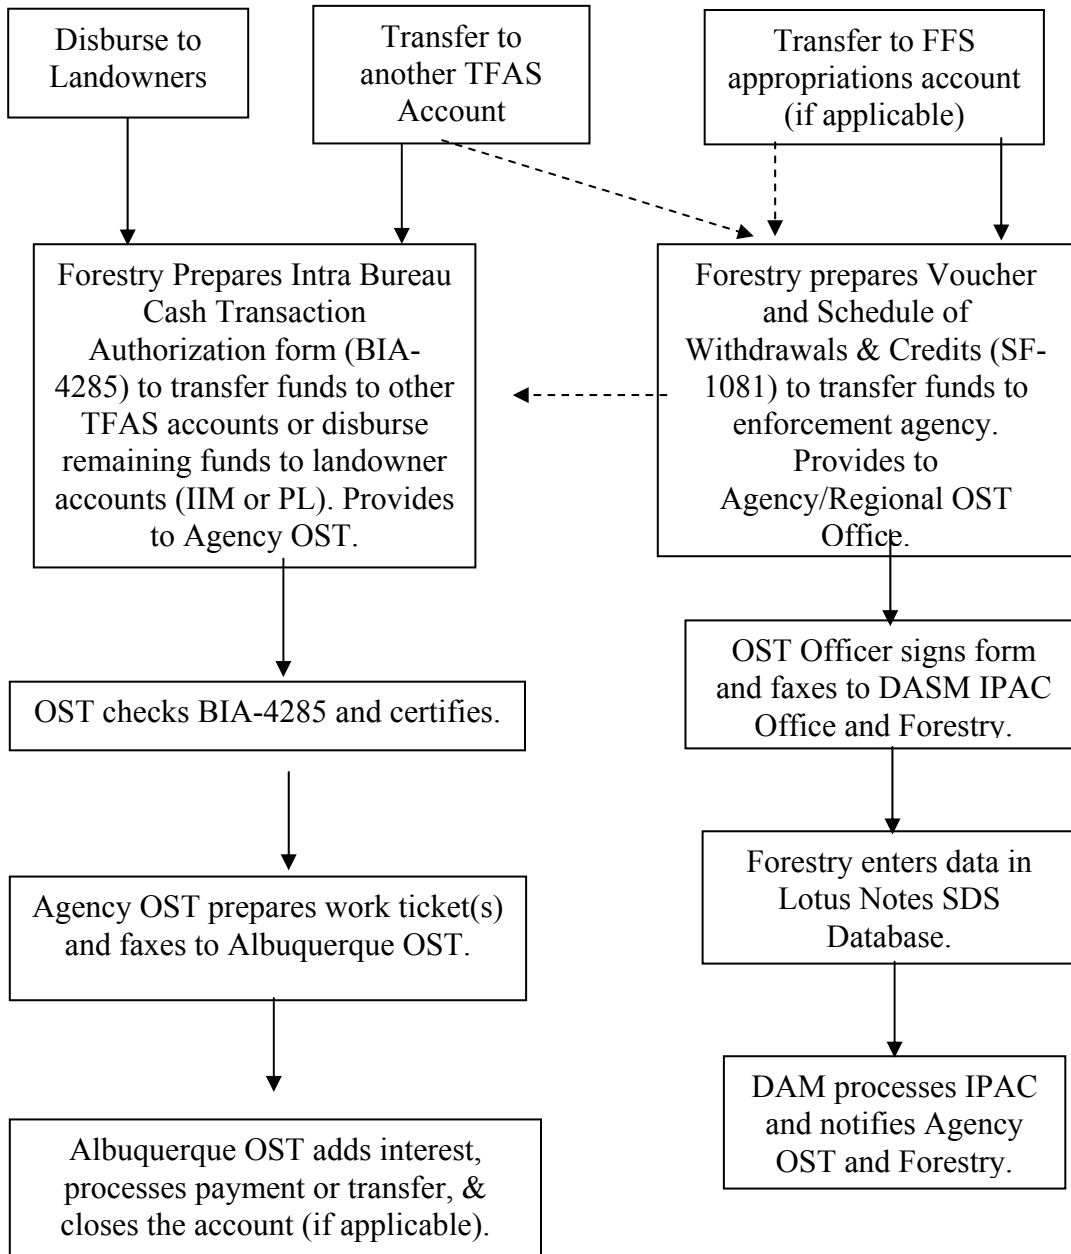 Disburse to
Landowners
Transfer to
another TFAS
Account
Transfer to FFS
appropriations account
(if applicable)
Forestry Prepares Intra Bureau
Cash Transaction
Authorization form (BIA-
4285) to transfer funds to other
TFAS accounts or disburse
remaining funds to landowner
accounts (IIM or PL). Provides
to Agency OST.
Forestry prepares Voucher
and Schedule of
Withdrawals & Credits (SF-
1081) to transfer funds to
enforcement agency.
Provides to
Agency/Regional OST
Office.
OST checks BIA-4285 and certifies.
OST Officer signs form
and faxes to DASM IPAC
Office and Forestry.
Agency OST prepares work ticket(s)
and faxes to Albuquerque OST.
Forestry enters data in
Lotus Notes SDS
Database.
Albuquerque OST adds interest,
processes payment or transfer, &
closes the account (if applicable).
DAM processes IPAC
and notifies Agency
OST and Forestry.